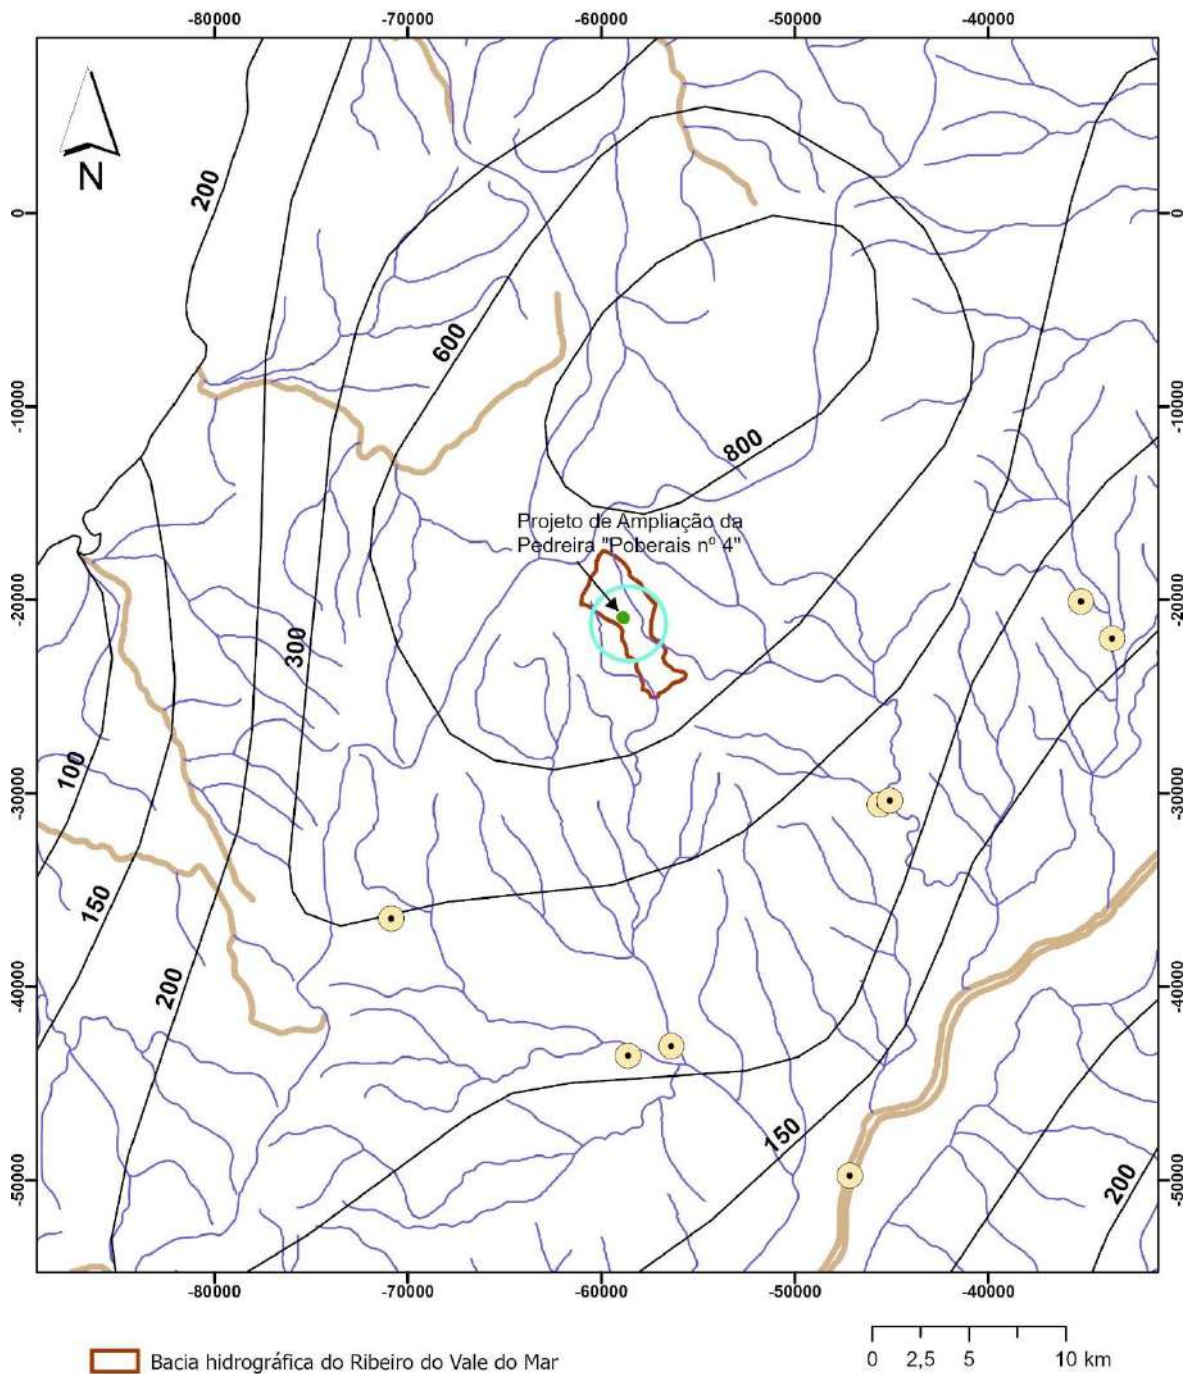 -80000 -70000 -60000 -50000 -40000
N
200
0 0
600
-10000 -10000
800
Projeto de Ampliação da
Pedreira "Poberais nº 4"
-20000 -20000
300
100
-30000 -30000
150
200
-40000 -40000
150
200
-50000 -50000
-80000 -70000 -60000 -50000 -40000
Bacia hidrográfica do Ribeiro do Vale do Mar
0 2,5 5 10 km